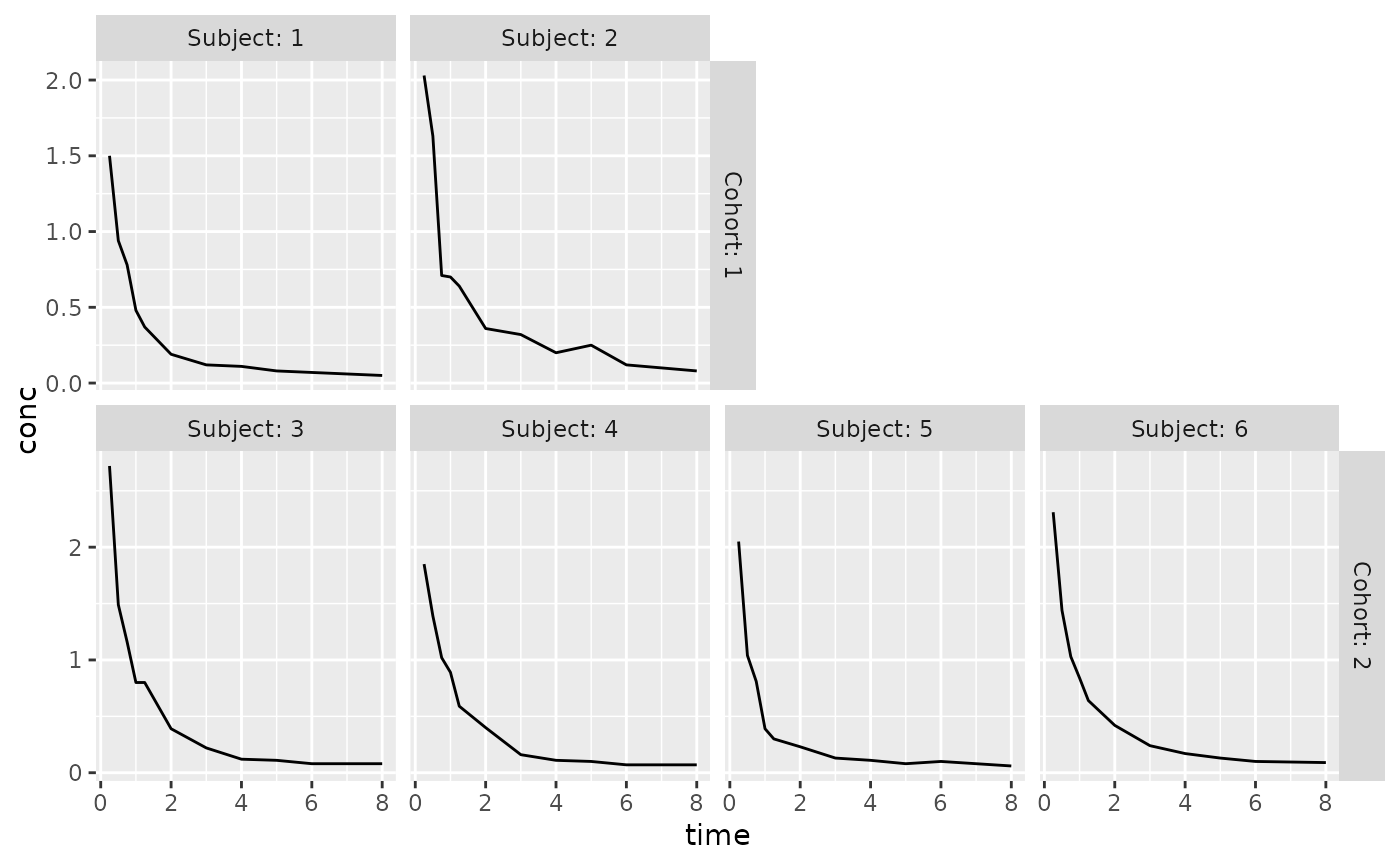 Subject: 1
Subject: 2
2.0
1.5
1.0
0.5
0.0
Cohort: 1
conc
Subject: 3
Subject: 4
Subject: 5
Subject: 6
2
1
0
Cohort: 2
0 2 4 6 8
0 2 4 6 8
0 2 4 6 8
0 2 4 6 8
time